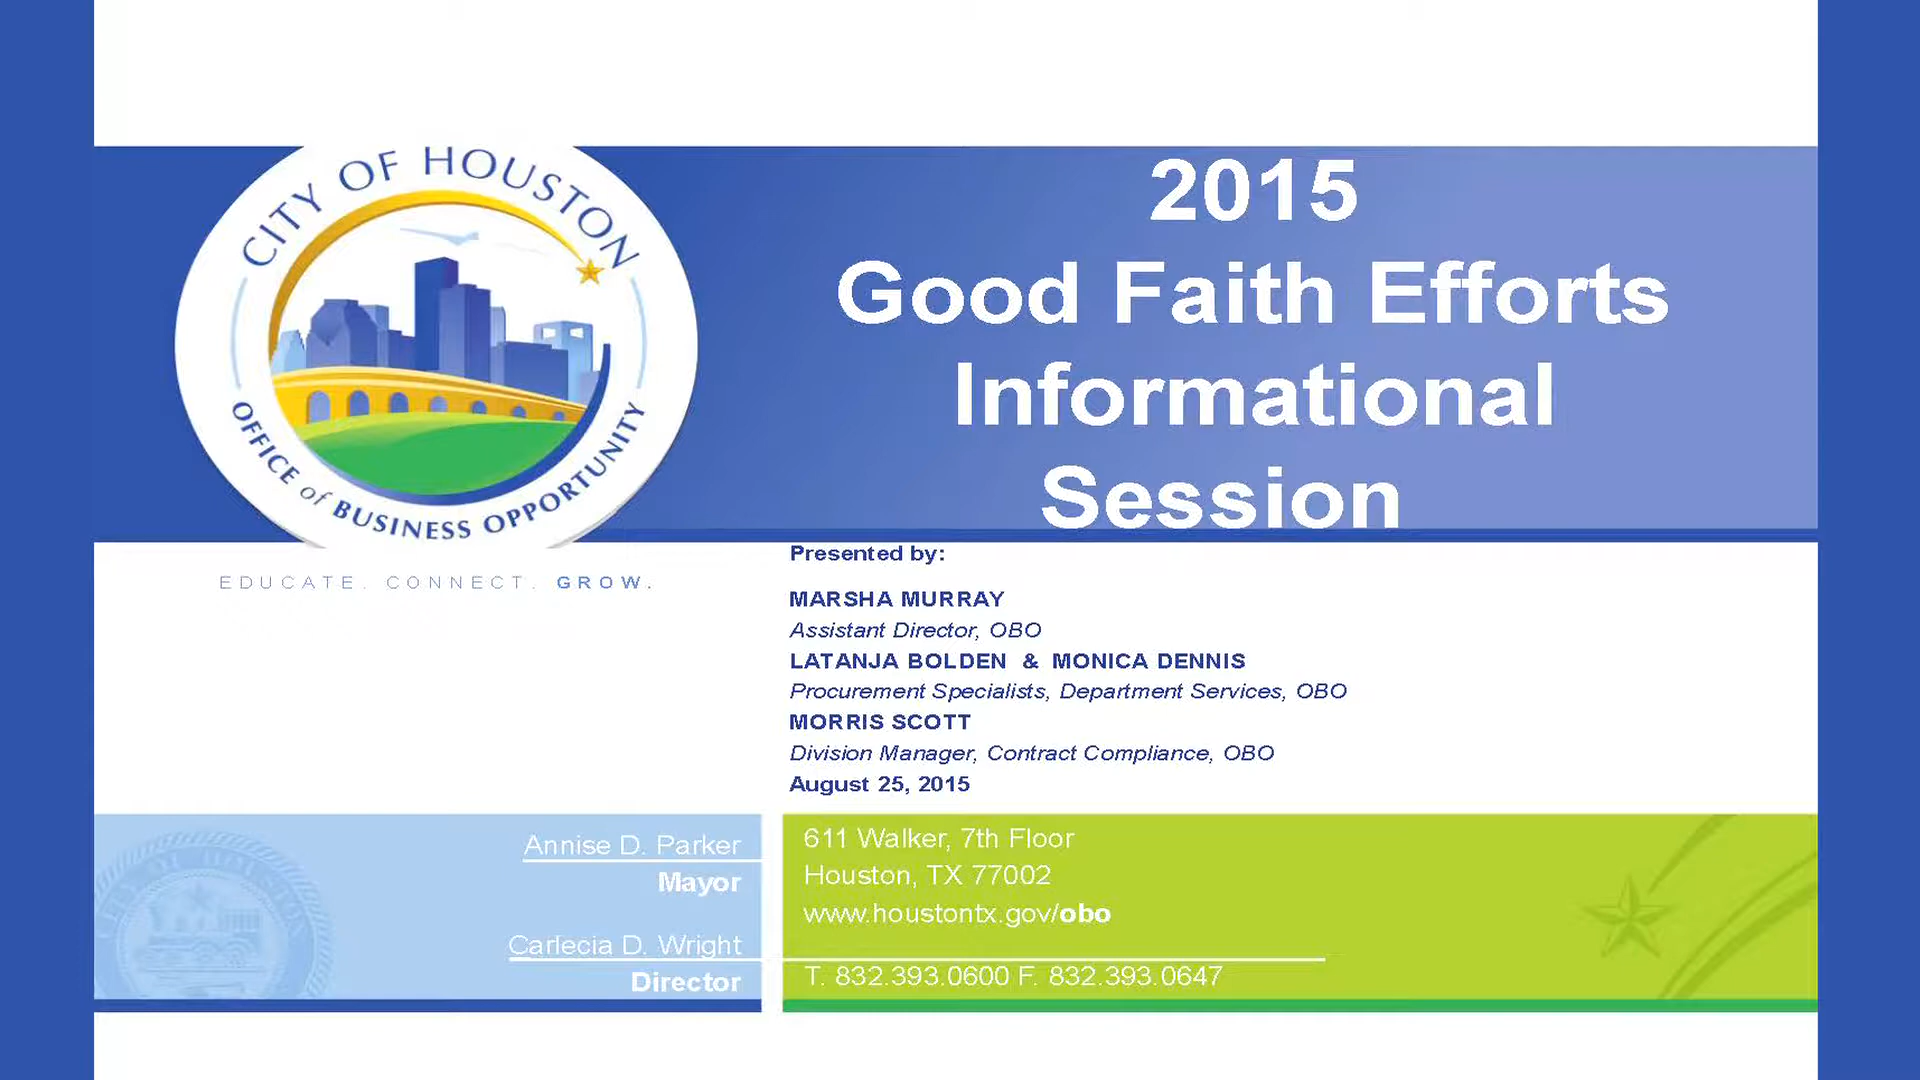 CITY OF HOUSTON
OFFICE of BUSINESS OPPORTUNITY
EDUCATE. CONNECT. GROW.
2015
Good Faith Efforts
Informational
Session
Presented by:
MARSHA MURRAY
Assistant Director, OBO
LATANJA BOLDEN & MONICA DENNIS
Procurement Specialists, Department Services, OBO
MORRIS SCOTT
Division Manager, Contract Compliance, OBO
August 25, 2015
Annise D. Parker
Mayor
Carlecia D. Wright
Director
611 Walker, 7th Floor
Houston, TX 77002
www.houstontx.gov/obo
T. 832.393.0600 F. 832.393.0647